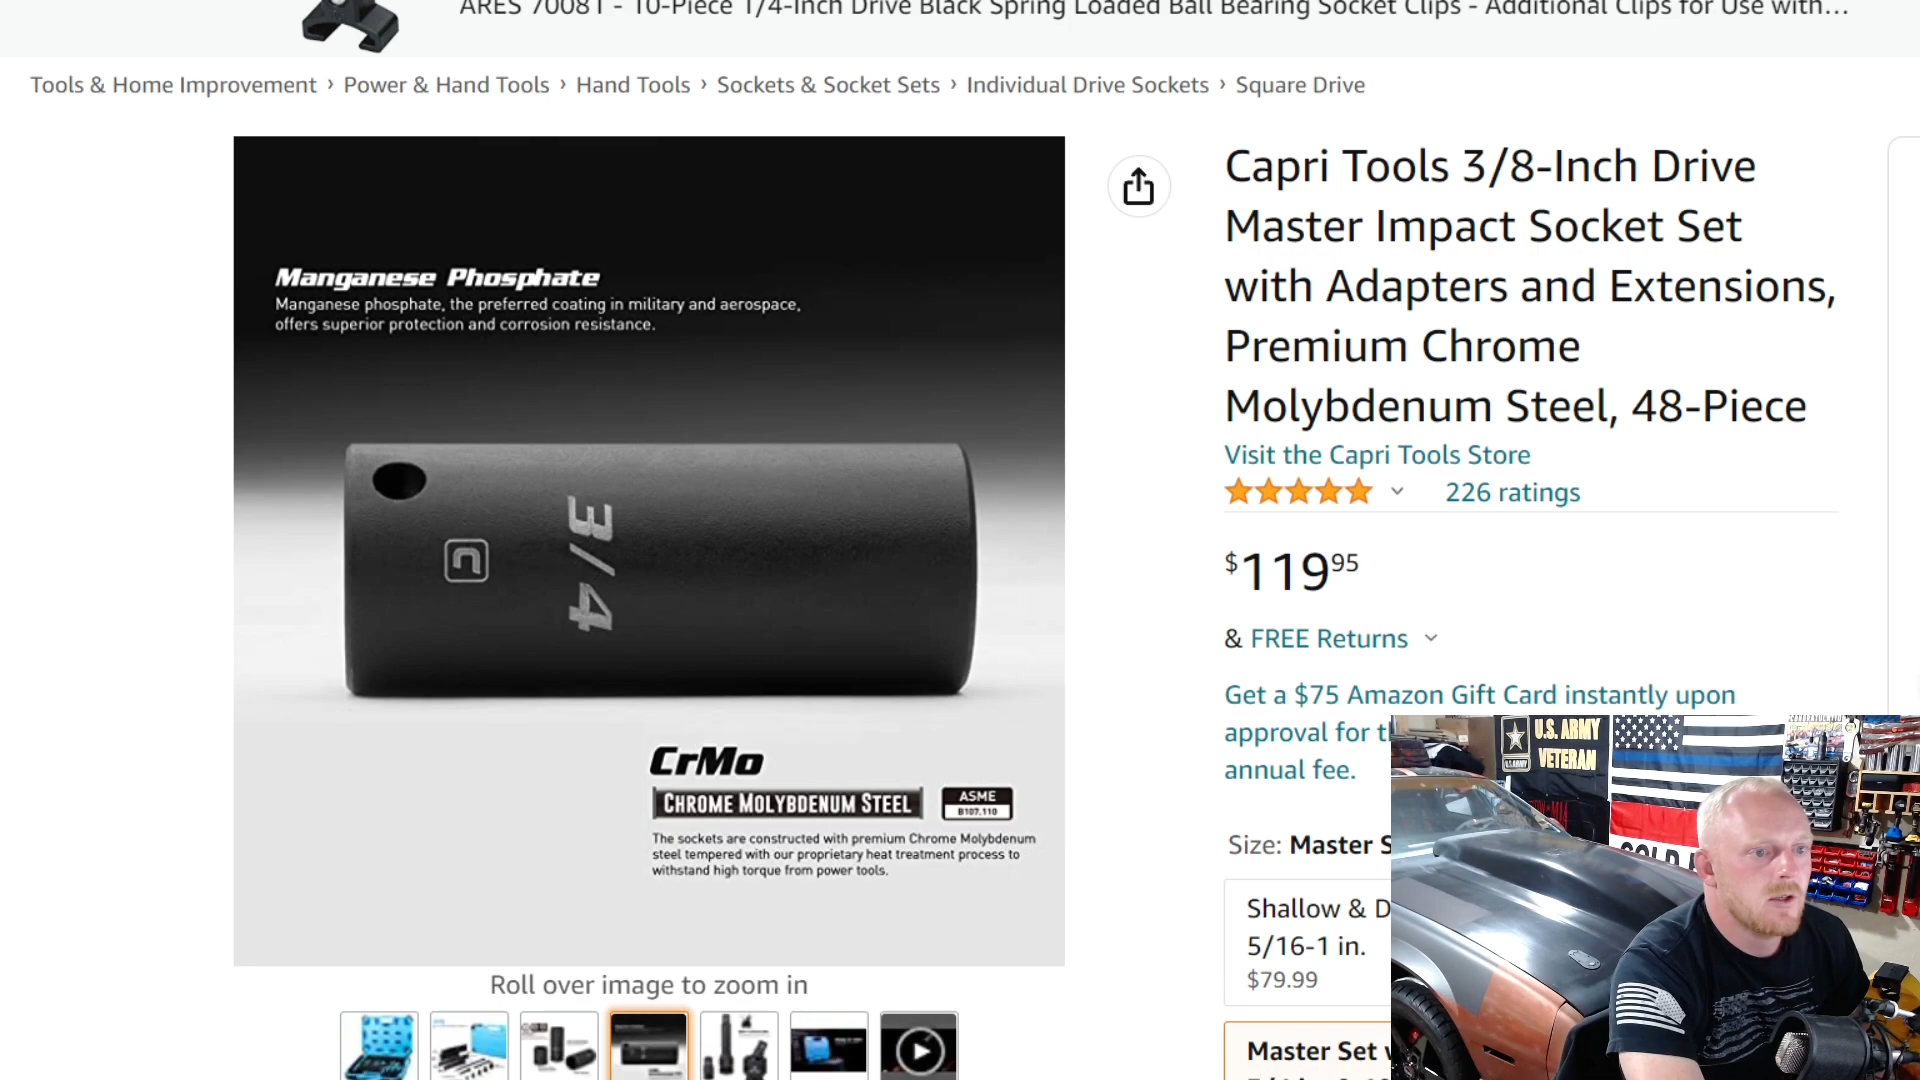 ARES 70081 - 10-Piece 1/4-Inch Drive Black Spring Loaded Ball Bearing Socket Clips - Additional Clips for Use with...
Tools & Home Improvement › Power & Hand Tools › Hand Tools › Sockets & Socket Sets › Individual Drive Sockets › Square Drive
Manganese Phosphate
Manganese phosphate, the preferred coating in military and aerospace,
offers superior protection and corrosion resistance.
3/4
CrMo
CHROME MOLYBDENUM STEEL
ASME
B107.110
The sockets are constructed with premium Chrome Molybdenum
steel tempered with our proprietary heat treatment process to
withstand high torque from power tools.
Roll over image to zoom in
Capri Tools 3/8-Inch Drive
Master Impact Socket Set
with Adapters and Extensions,
Premium Chrome
Molybdenum Steel, 48-Piece
Visit the Capri Tools Store
226 ratings
$11995
& FREE Returns
Get a $75 Amazon Gift Card instantly upon
approval for t
annual fee.
Size: Master S
Shallow & D
5/16-1 in.
$79.99
Master Set
U.S. ARMY
VETERAN
U.S.ARMY